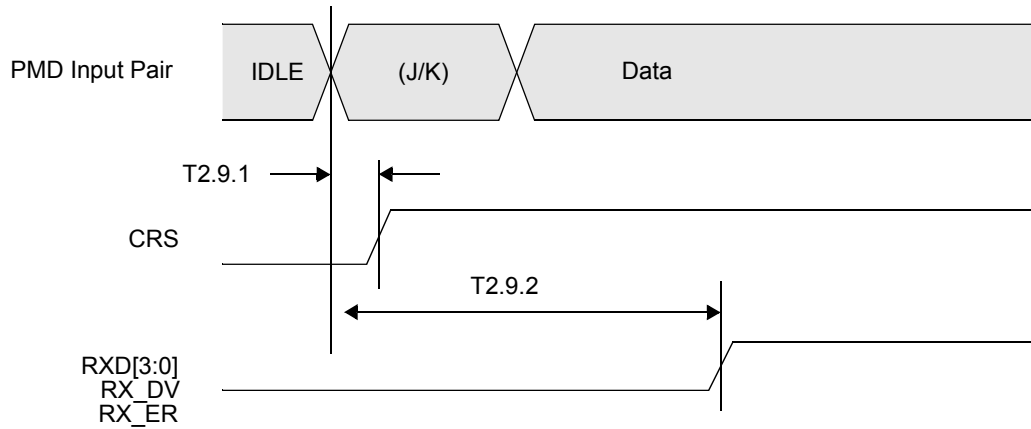 PMD Input Pair
IDLE
(J/K)
Data
T2.9.1
CRS
T2.9.2
RXD[3:0]
RX_DV
RX_ER